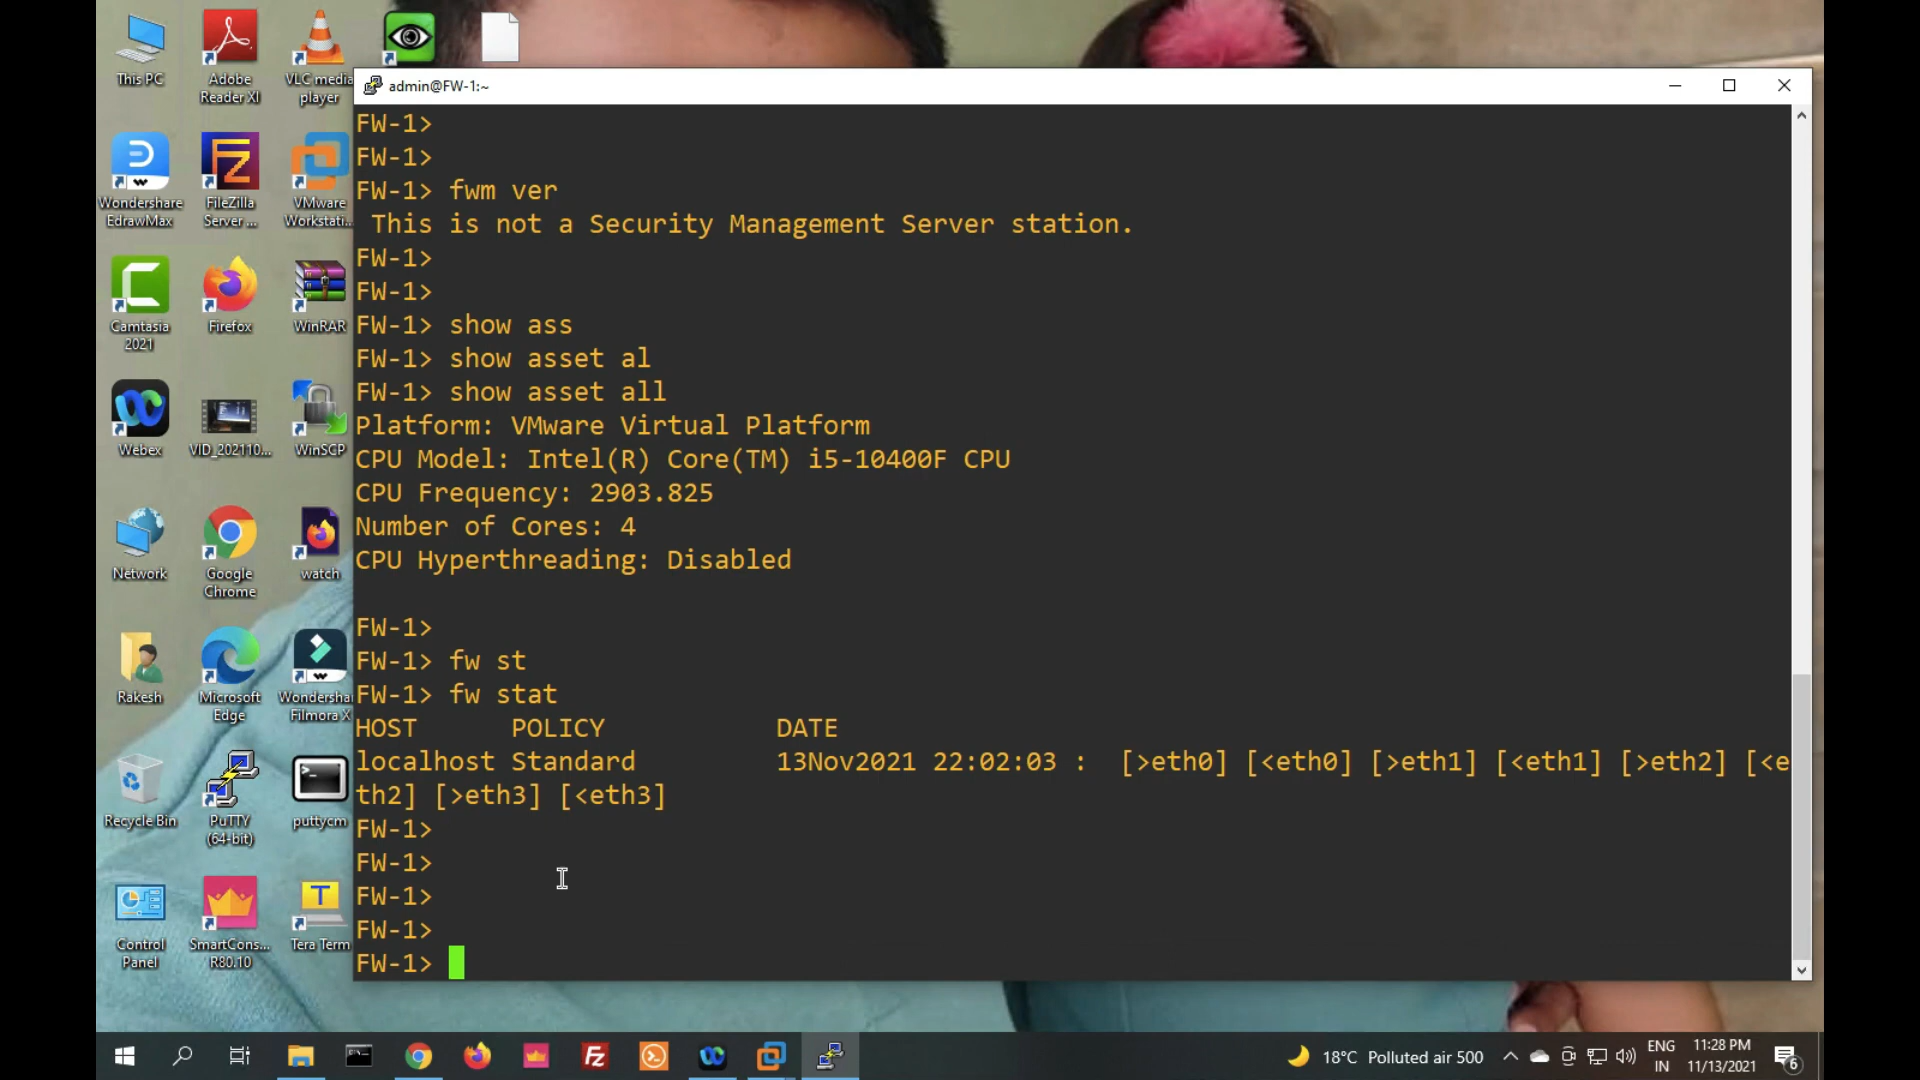 This PC
Adobe
Reader XI
VLC media
player
Wondershare
EdrawMax
FileZilla
Server ...
VMware
Workstati...
Camtasia
2021
Firefox
WinRAR
Webex
VID_202110...
WinSCP
Network
Google
Chrome
watch
Rakesh
Microsoft
Edge
Wondersha
Filmora X
Recycle Bin
PuTTY
(64-bit)
puttycm
Control
Panel
SmartCons...
R80.10
Tera Term
admin@FW-1:~
FW-1>
FW-1>
FW-1> fwm ver
This is not a Security Management Server station.
FW-1>
FW-1>
FW-1> show ass
FW-1> show asset al
FW-1> show asset all
Platform: VMware Virtual Platform
CPU Model: Intel(R) Core(TM) i5-10400F CPU
CPU Frequency: 2903.825
Number of Cores: 4
CPU Hyperthreading: Disabled
FW-1>
FW-1> fw st
FW-1> fw stat
HOST POLICY DATE
localhost Standard 13Nov2021 22:02:03 : [>eth0] [<eth0] [>eth1] [<eth1] [>eth2] [<e
th2] [>eth3] [<eth3]
FW-1>
FW-1>
FW-1>
FW-1>
FW-1>
18°C Polluted air 500
ENG
IN
11:28 PM
11/13/2021
6